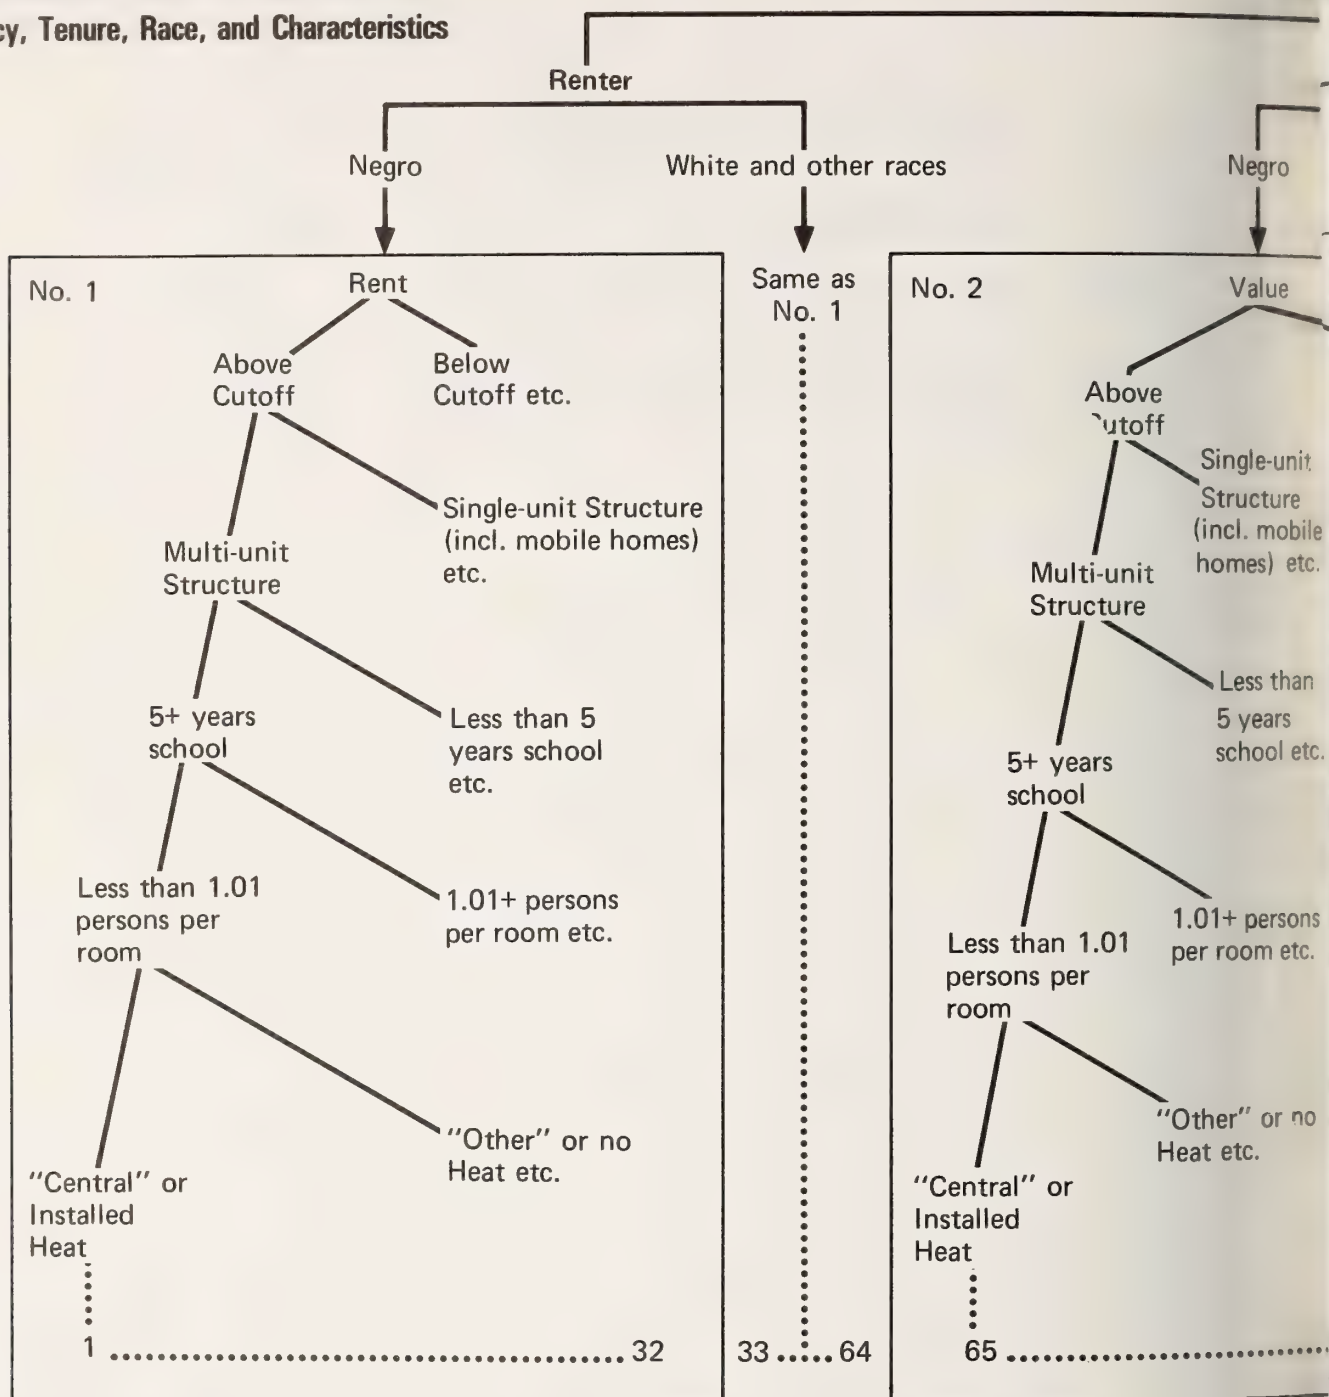 cy, Tenure, Race, and Characteristics
Renter
Negro
White and other races
Negro
No. 1
Rent
Above
Cutoff
Below
Cutoff etc.
Single-unit Structure
(incl. mobile homes)
etc.
Multi-unit
Structure
5+ years
school
Less than 5
years school
etc.
Less than 1.01
persons per
room
1.01+ persons
per room etc.
"Other" or no
Heat etc.
"Central" or
Installed
Heat
1 ........ 32
Same as
No. 1
33 ..... 64
No. 2
Value
Above
utoff
Single-unit
Structure
(incl. mobile
homes) etc.
Multi-unit
Structure
Less than
5 years
school etc.
5+ years
school
1.01+ persons
per room etc.
Less than 1.01
persons per
room
"Other" or no
Heat etc.
"Central" or
Installed
Heat
65 ........